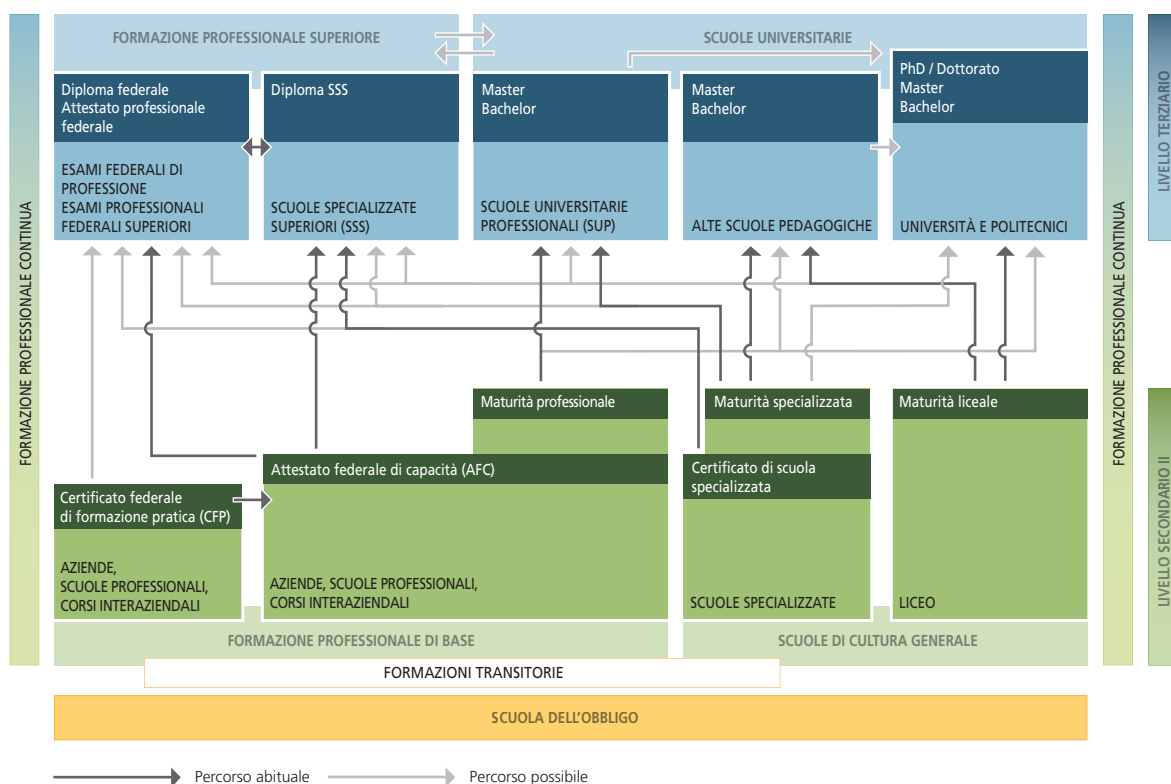 FORMAZIONE PROFESSIONALE CONTINUA
FORMAZIONE PROFESSIONALE SUPERIORE
SCUOLE UNIVERSITARIE
Diploma federale
Attestato professionale
federale
ESAMI FEDERALI DI
PROFESSIONE
ESAMI PROFESSIONALI
FEDERALI SUPERIORI
Diploma SSS
SCUOLE SPECIALIZZATE
SUPERIORI (SSS)
Master
Bachelor
SCUOLE UNIVERSITARIE
PROFESSIONALI (SUP)
Master
Bachelor
ALTE SCUOLE PEDAGOGICHE
PhD / Dottorato
Master
Bachelor
UNIVERSITÀ E POLITECNICI
FORMAZIONE PROFESSIONALE CONTINUA
LIVELLO TERZIARIO
LIVELLO SECONDARIO II
Maturità professionale
Maturità specializzata
Maturità liceale
Attestato federale di capacità (AFC)
Certificato di scuola
specializzata
Certificato federale
di formazione pratica (CFP)
AZIENDE,
SCUOLE PROFESSIONALI,
CORSI INTERAZIENDALI
AZIENDE, SCUOLE PROFESSIONALI,
CORSI INTERAZIENDALI
SCUOLE SPECIALIZZATE
LICEO
FORMAZIONE PROFESSIONALE DI BASE
SCUOLE DI CULTURA GENERALE
FORMAZIONI TRANSITORIE
SCUOLA DELL'OBBLIGO
Percorso abituale
Percorso possibile